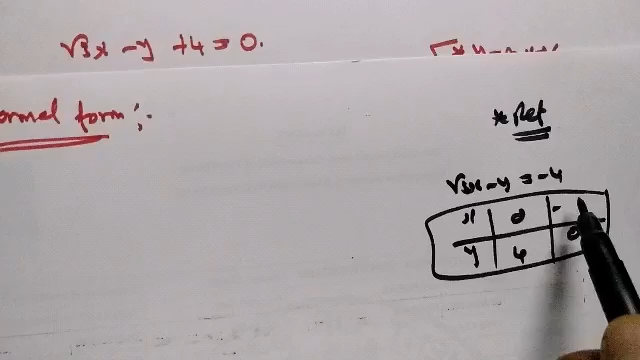 √3x - y + 4 = 0.
ormal form :-
* Ref
√3x - y = -4
x | 0 | -
y | 4 | 0